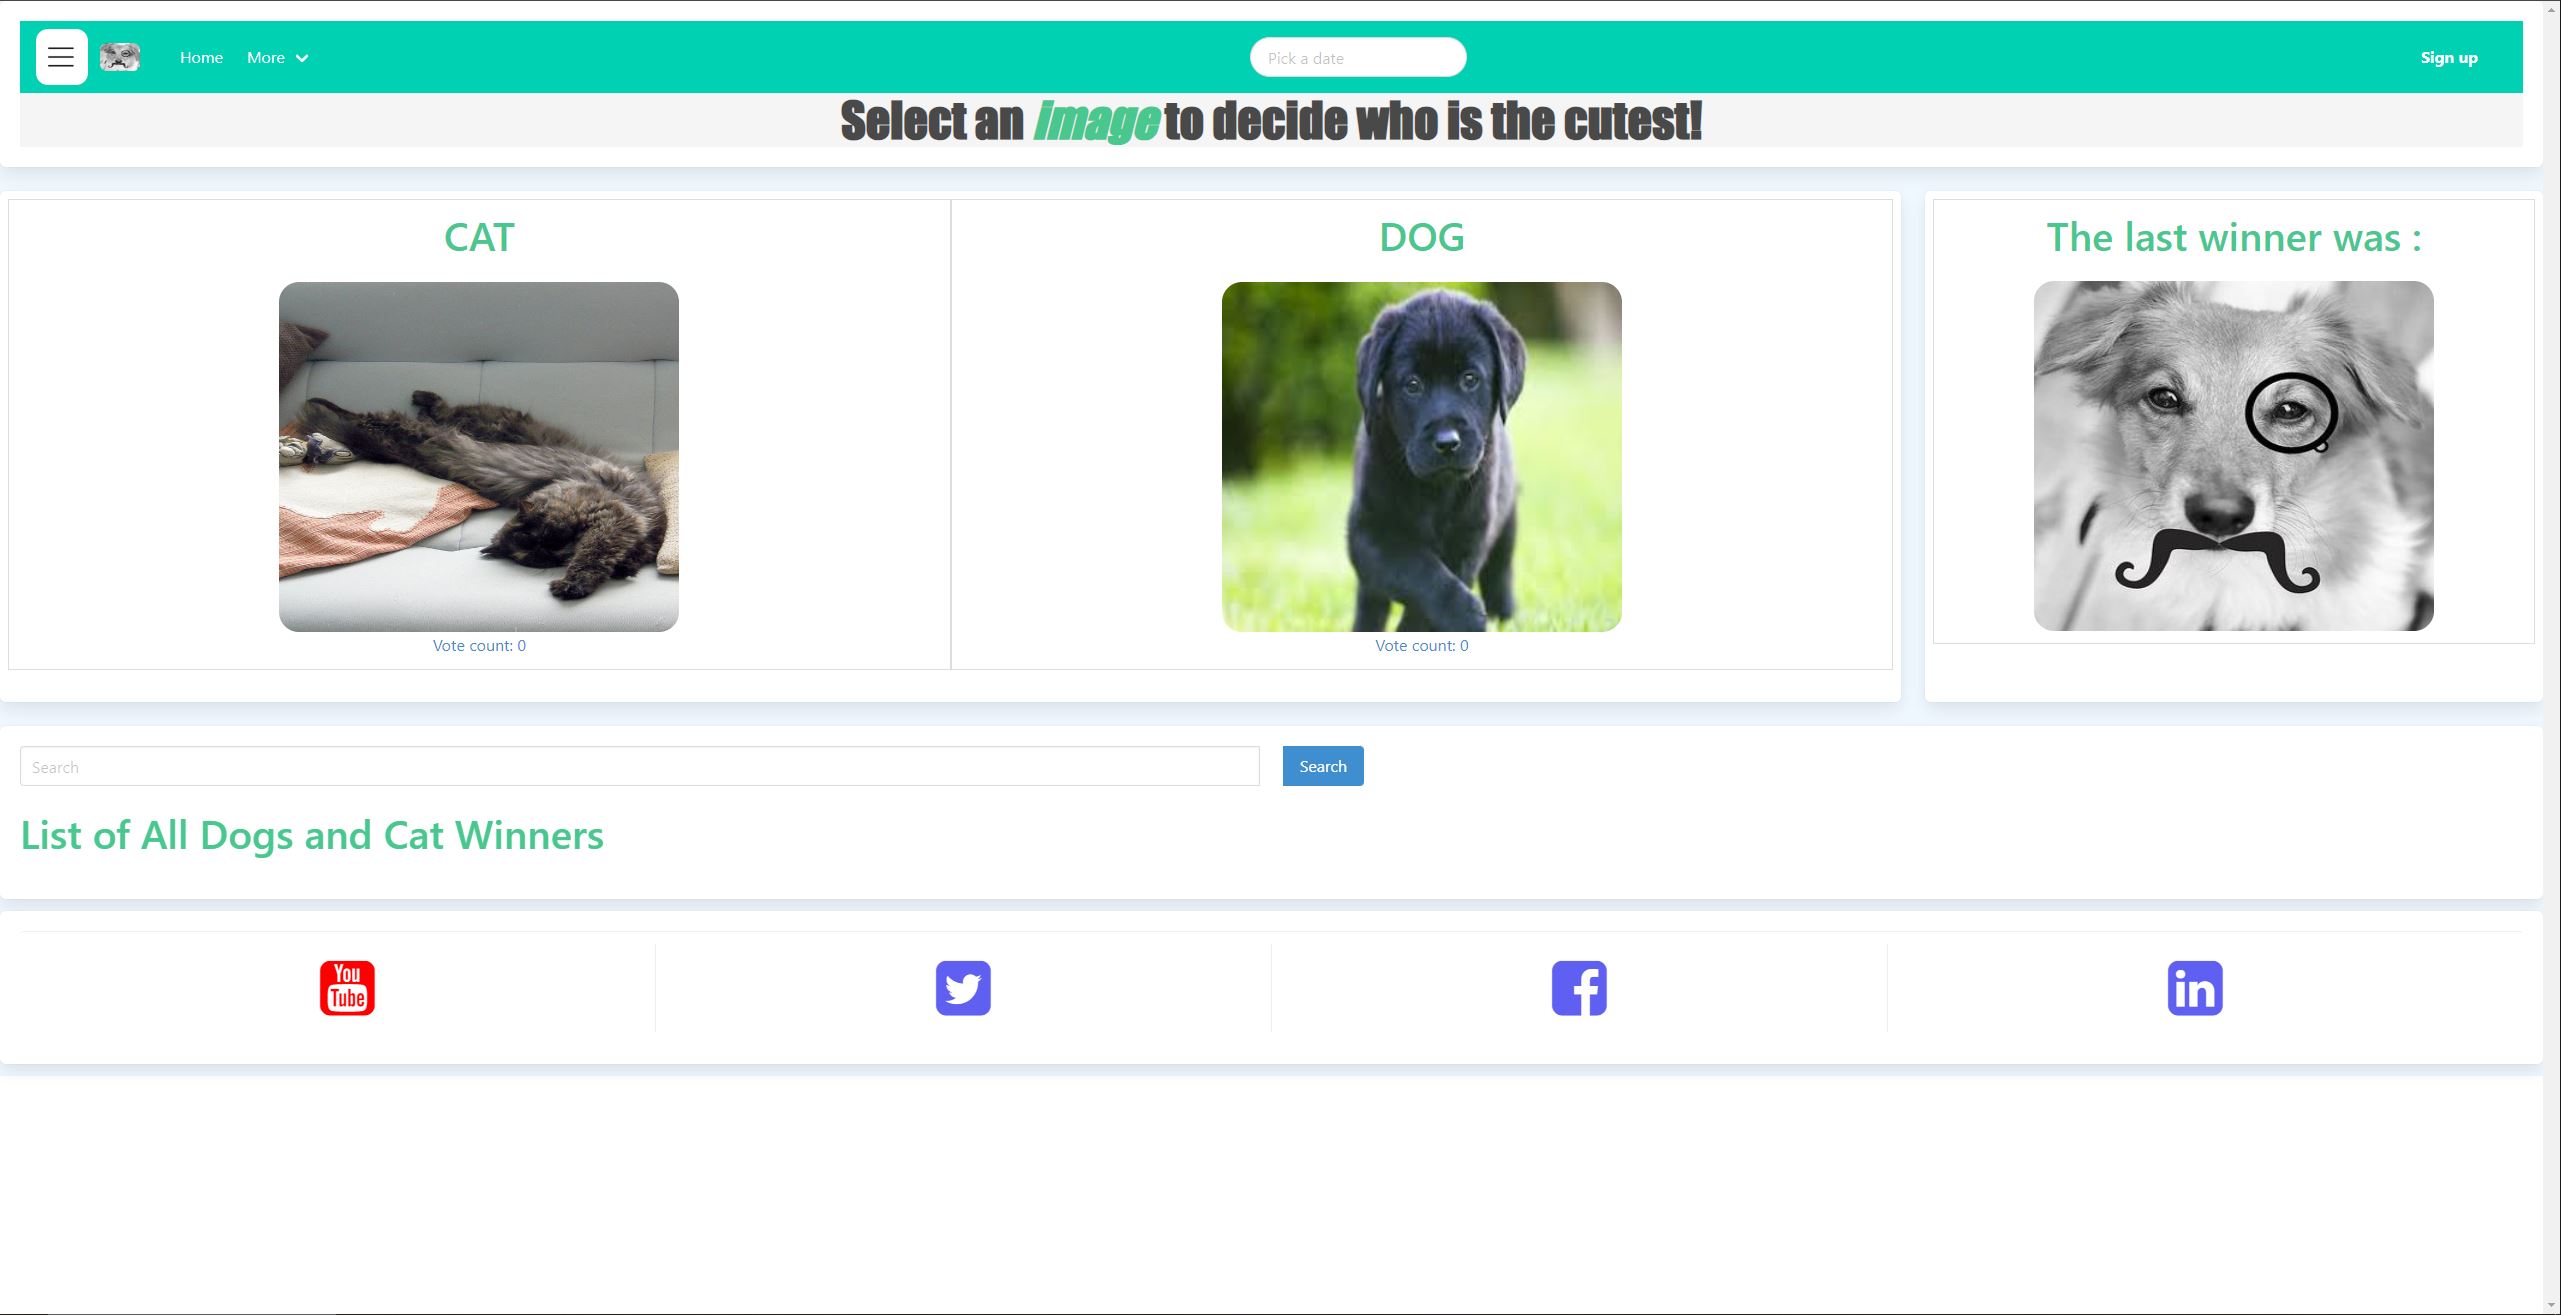 Home More Pick a date Sign up
Select an image to decide who is the cutest!
CAT
DOG
The last winner was :
Vote count: 0
Vote count: 0
Search Search
List of All Dogs and Cat Winners
You
Tube
in